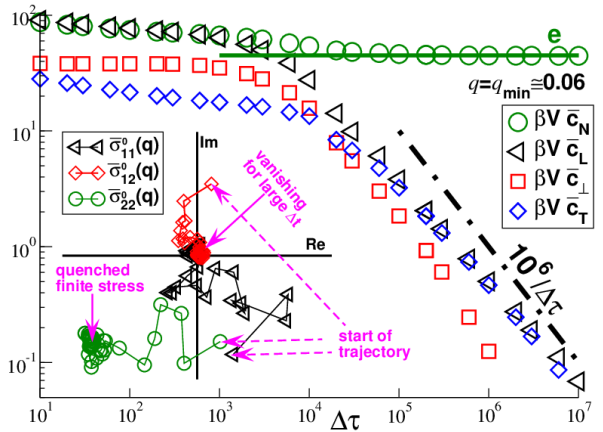 10²
e
q=q_min≅0.06
βV c̄_N
βV c̄_L
βV c̄_⊥
βV c̄_T
10¹
σ̄⁰₁₁(q)
σ̄⁰₁₂(q)
σ̄⁰₂₂(q)
Im
vanishing
for large Δt
10⁰
Re
quenched
finite stress
10⁶/Δτ
start of
trajectory
10⁻¹
10¹ 10² 10³ 10⁴ 10⁵ 10⁶ 10⁷
Δτ